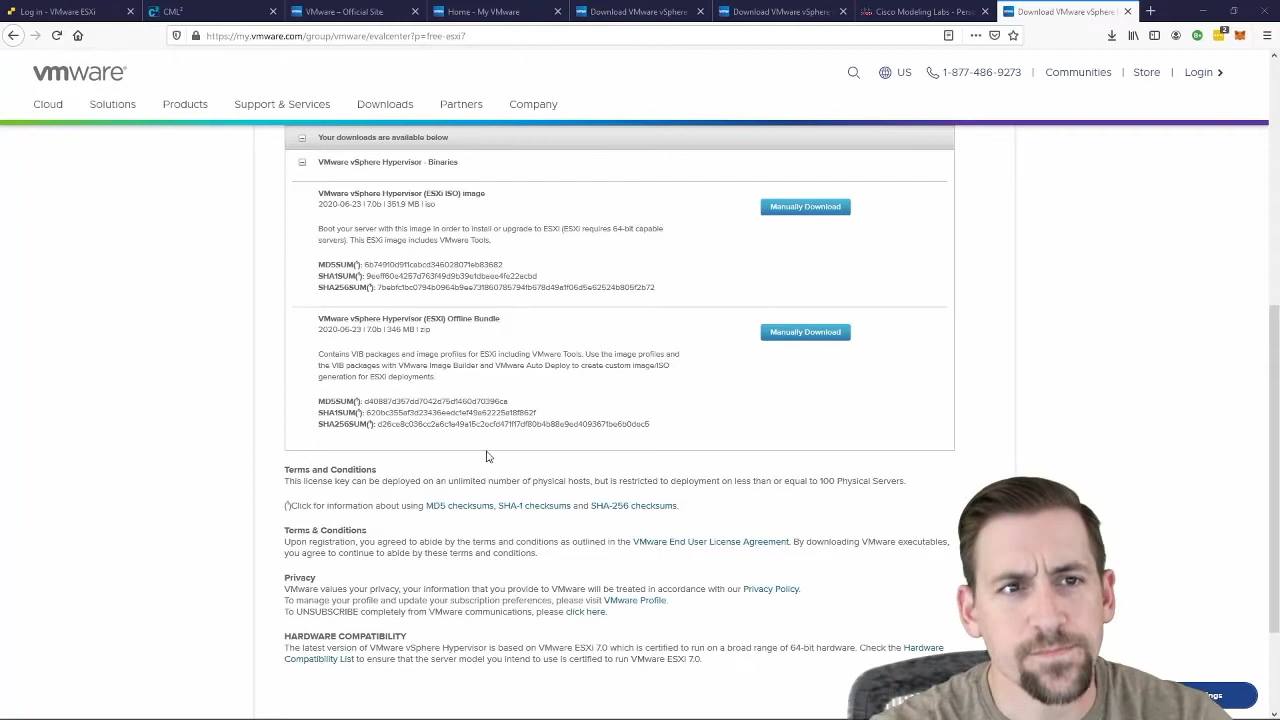 Log in - VMware ESXi
CML²
VMware – Official Site
Home - My VMware
Download VMware vSphere
Download VMware vSphere
Cisco Modeling Labs - Pers
Download VMware vSphere
https://my.vmware.com/group/vmware/evalcenter?p=free-esxi7
2
vmware®
US
1-877-486-9273
Communities
Store
Login
Cloud
Solutions
Products
Support & Services
Downloads
Partners
Company
Your downloads are available below
VMware vSphere Hypervisor - Binaries
VMware vSphere Hypervisor (ESXi ISO) image
Manually Download
2020-06-23 | 7.0b | 351.9 MB | iso
Boot your server with this image in order to install or upgrade to ESXi (ESXi requires 64-bit capable
servers). This ESXi image includes VMware Tools.
MD5SUM(¹):
SHA1SUM(¹):
SHA256SUM(¹):
VMware vSphere Hypervisor (ESXi) Offline Bundle
Manually Download
2020-06-23 | 7.0b | 346 MB | zip
Contains VIB packages and image profiles for ESXi including VMware Tools. Use the image profiles and
the VIB packages with VMware Image Builder and VMware Auto Deploy to create custom image/ISO
generation for ESXi deployments.
MD5SUM(¹):
SHA1SUM(¹):
SHA256SUM(¹):
Terms and Conditions
This license key can be deployed on an unlimited number of physical hosts, but is restricted to deployment on less than or equal to 100 Physical Servers.
(¹)Click for information about using MD5 checksums, SHA-1 checksums and SHA-256 checksums.
Terms & Conditions
Upon registration, you agreed to abide by the terms and conditions as outlined in the VMware End User License Agreement. By downloading VMware executables,
you agree to continue to abide by these terms and conditions.
Privacy
VMware values your privacy, your information that you provide to VMware will be treated in accordance with our Privacy Policy.
To manage your profile and update your subscription preferences, please visit VMware Profile.
To UNSUBSCRIBE completely from VMware communications, please click here.
HARDWARE COMPATIBILITY
The latest version of VMware vSphere Hypervisor is based on VMware ESXi 7.0 which is certified to run on a broad range of 64-bit hardware. Check the Hardware
Compatibility List to ensure that the server model you intend to use is certified to run VMware ESXi 7.0.
ngs